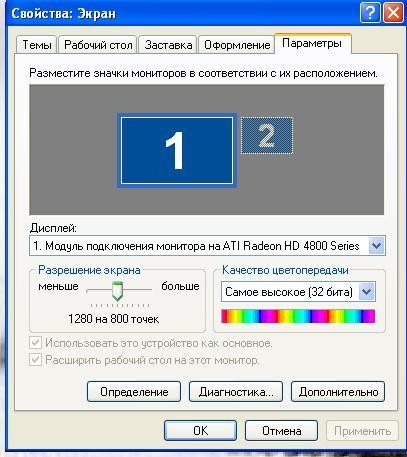 Свойства: Экран
Темы Рабочий стол Заставка Оформление Параметры
Разместите значки мониторов в соответствии с их расположением.
1 2
Дисплей:
1. Модуль подключения монитора на ATI Radeon HD 4800 Series
Разрешение экрана Качество цветопередачи
меньше больше Самое высокое (32 бита)
1280 на 800 точек
Использовать это устройство как основное.
Расширить рабочий стол на этот монитор.
Определение Диагностика... Дополнительно
OK Отмена Применить